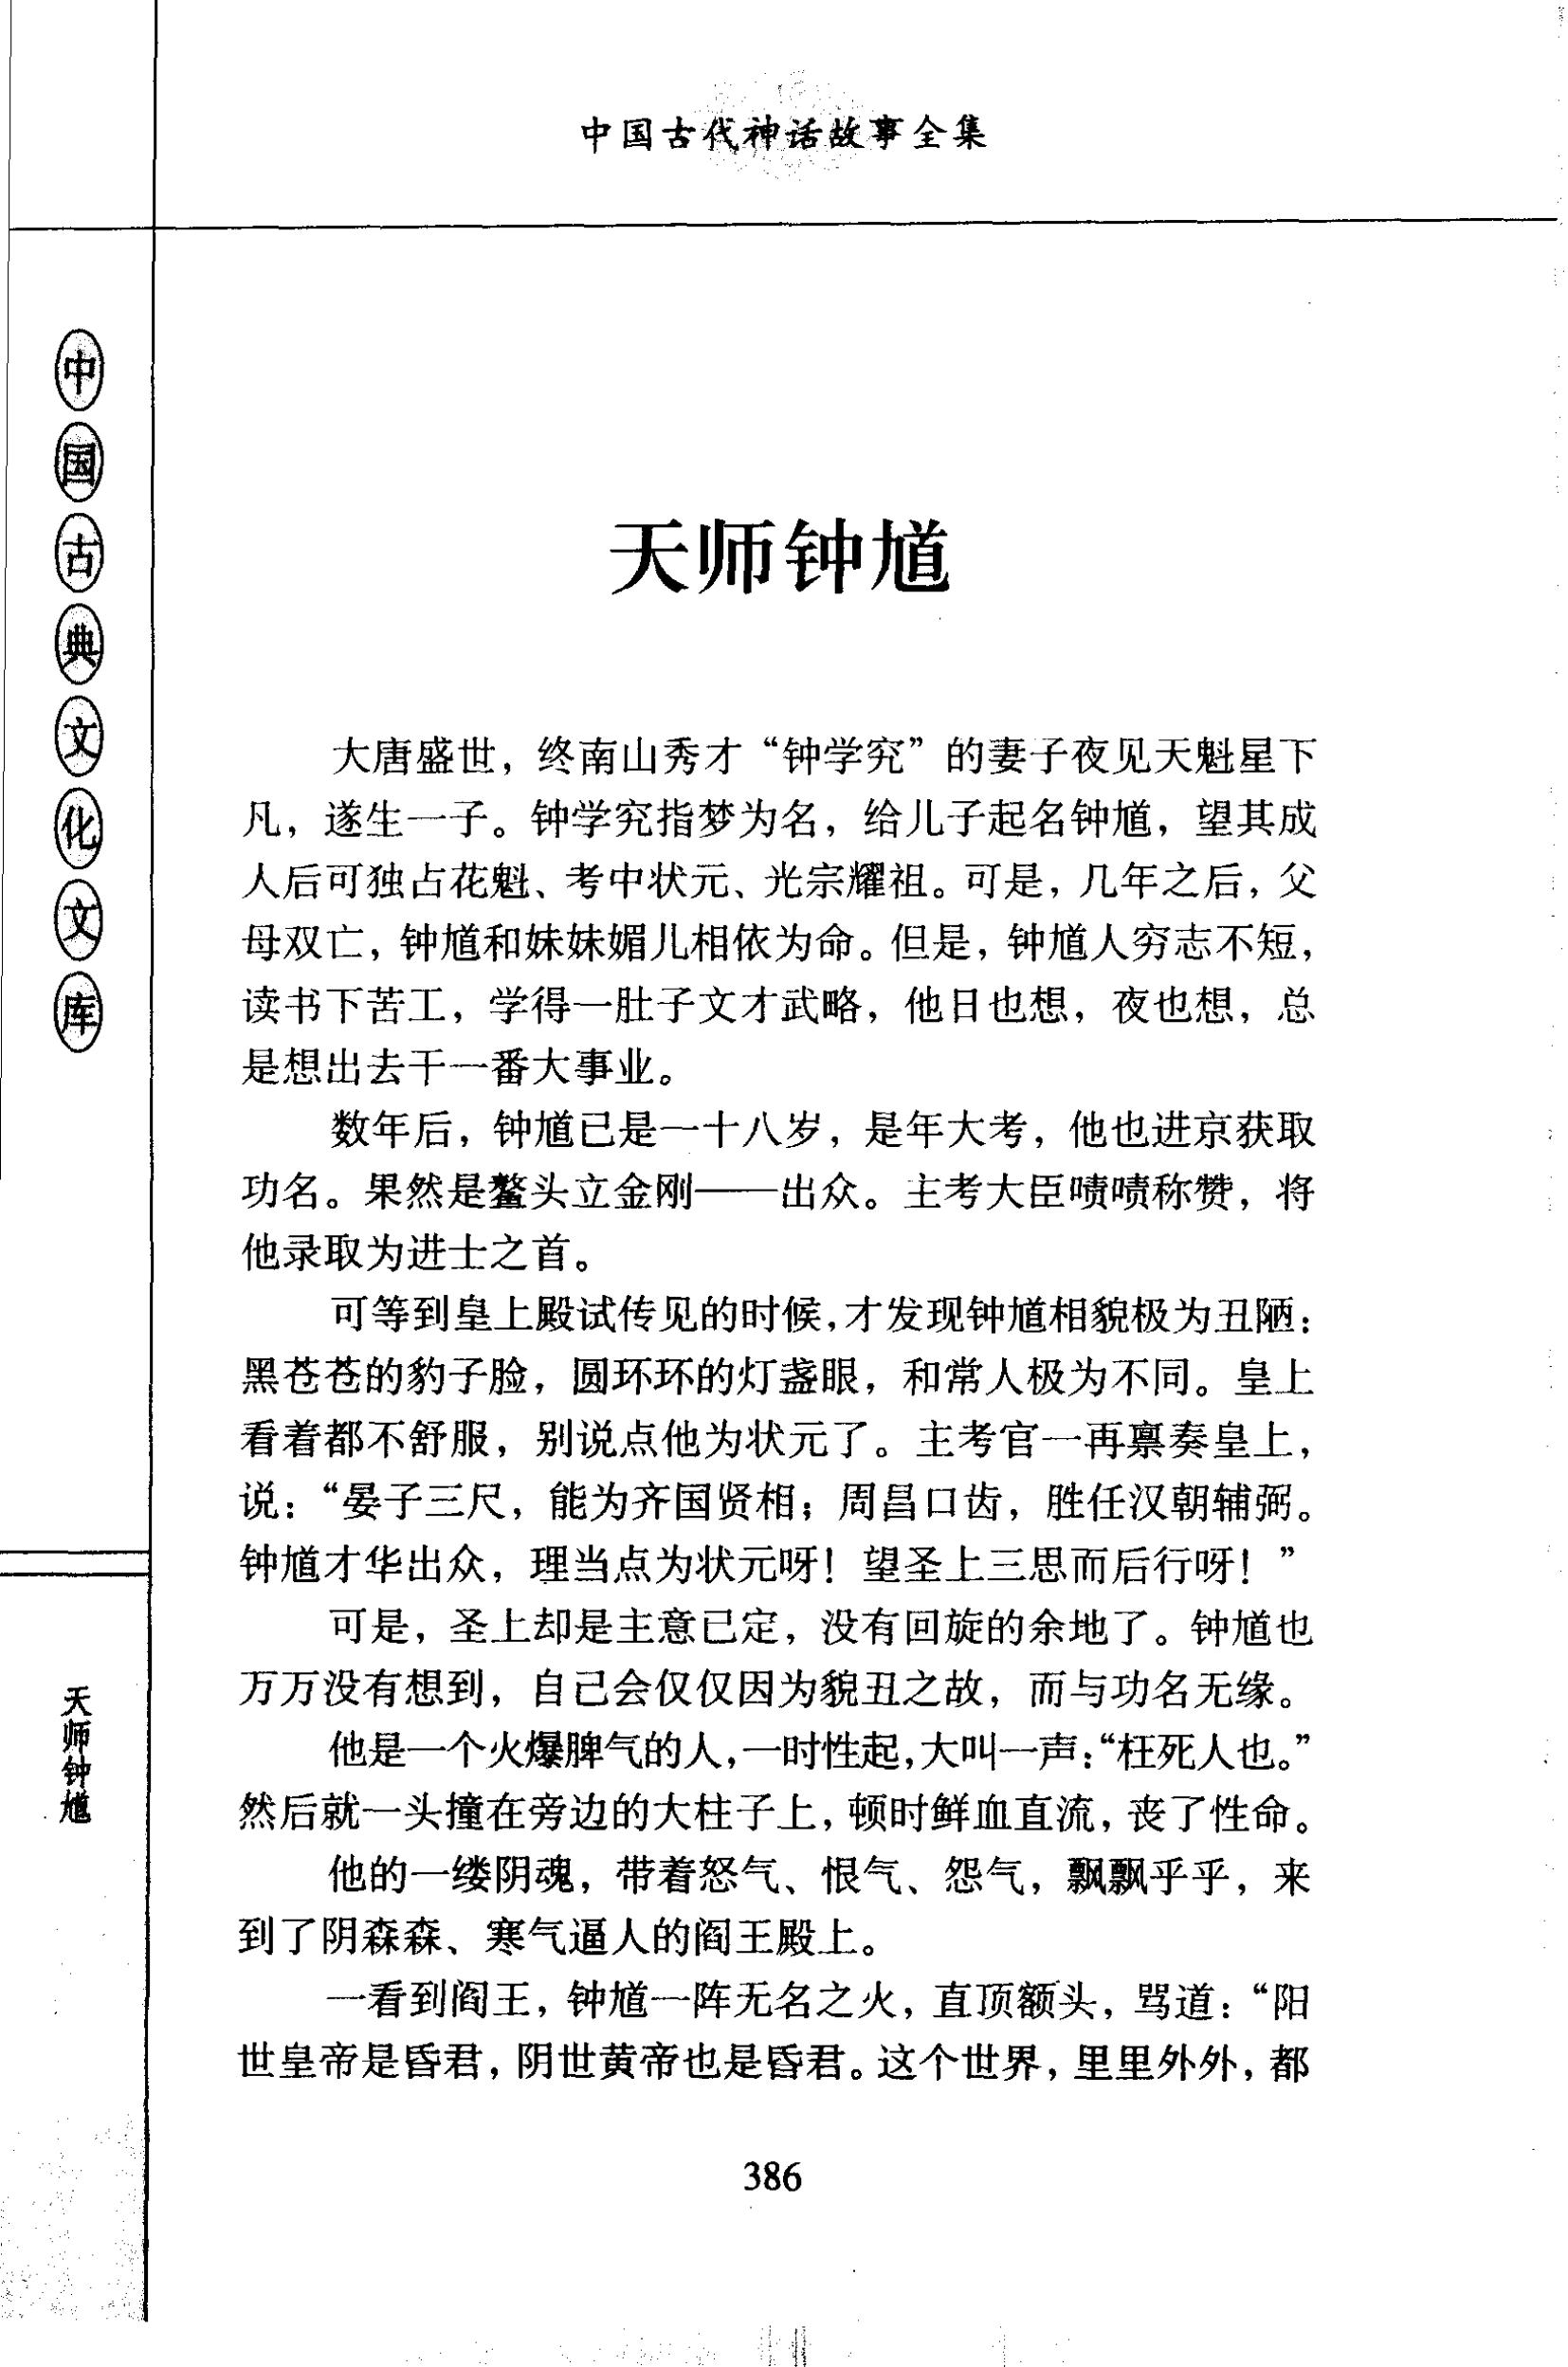 中国古代神话故事全集
中国古典文化文库
天师钟馗
天师钟馗
大唐盛世，终南山秀才“钟学究”的妻子夜见天魁星下
凡，遂生一子。钟学究指梦为名，给儿子起名钟馗，望其成
人后可独占花魁、考中状元、光宗耀祖。可是，几年之后，父
母双亡，钟馗和妹妹媚儿相依为命。但是，钟馗人穷志不短，
读书下苦工，学得一肚子文才武略，他日也想，夜也想，总
是想出去干一番大事业。
数年后，钟馗已是一十八岁，是年大考，他也进京获取
功名。果然是鳌头立金刚——出众。主考大臣啧啧称赞，将
他录取为进士之首。
可等到皇上殿试传见的时候，才发现钟馗相貌极为丑陋：
黑苍苍的豹子脸，圆环环的灯盏眼，和常人极为不同。皇上
看着都不舒服，别说点他为状元了。主考官一再禀奏皇上，
说：“晏子三尺，能为齐国贤相；周昌口齿，胜任汉朝辅弼。
钟馗才华出众，理当点为状元呀！望圣上三思而后行呀！”
可是，圣上却是主意已定，没有回旋的余地了。钟馗也
万万没有想到，自己会仅仅因为貌丑之故，而与功名无缘。
他是一个火爆脾气的人，一时性起，大叫一声：“枉死人也。”
然后就一头撞在旁边的大柱子上，顿时鲜血直流，丧了性命。
他的一缕阴魂，带着怒气、恨气、怨气，飘飘乎乎，来
到了阴森森、寒气逼人的阎王殿上。
一看到阎王，钟馗一阵无名之火，直顶额头，骂道：“阳
世皇帝是昏君，阴世黄帝也是昏君。这个世界，里里外外，都
386